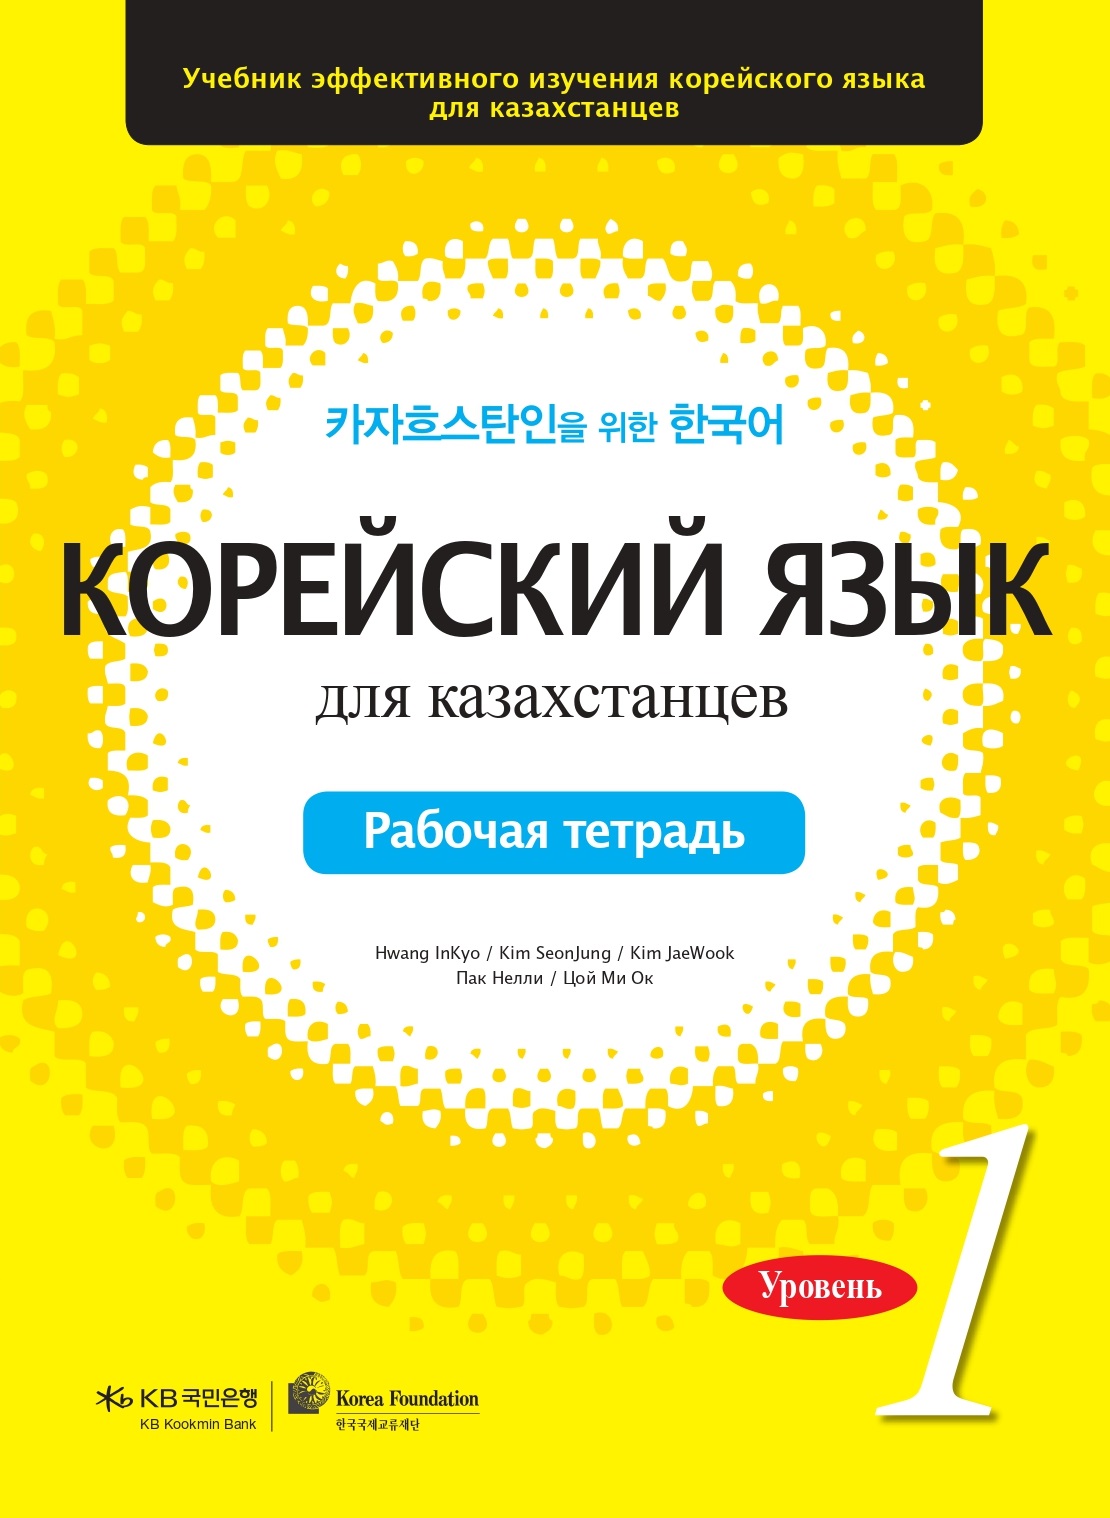 Учебник эффективного изучения корейского языка
для казахстанцев
카자흐스탄인을 위한 한국어
КОРЕЙСКИЙ ЯЗЫК
для казахстанцев
Рабочая тетрадь
Hwang InKyo / Kim SeonJung / Kim JaeWook
Пак Нелли / Цой Ми Ок
Уровень
1
KB국민은행
KB Kookmin Bank
Korea Foundation
한국국제교류재단